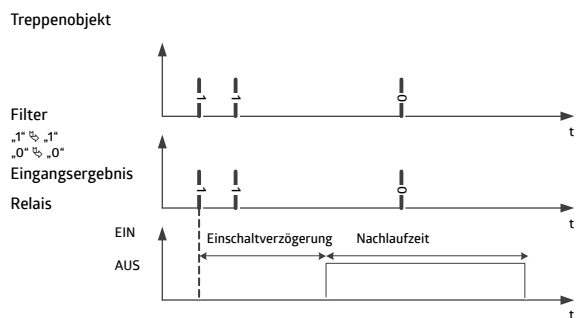 Treppenobjekt
1 1 0
t
Filter
„1“ ⇘ „1“
„0“ ⇘ „0“
Eingangsergebnis
1 1 0
t
Relais
EIN
Einschaltverzögerung Nachlaufzeit
AUS
t